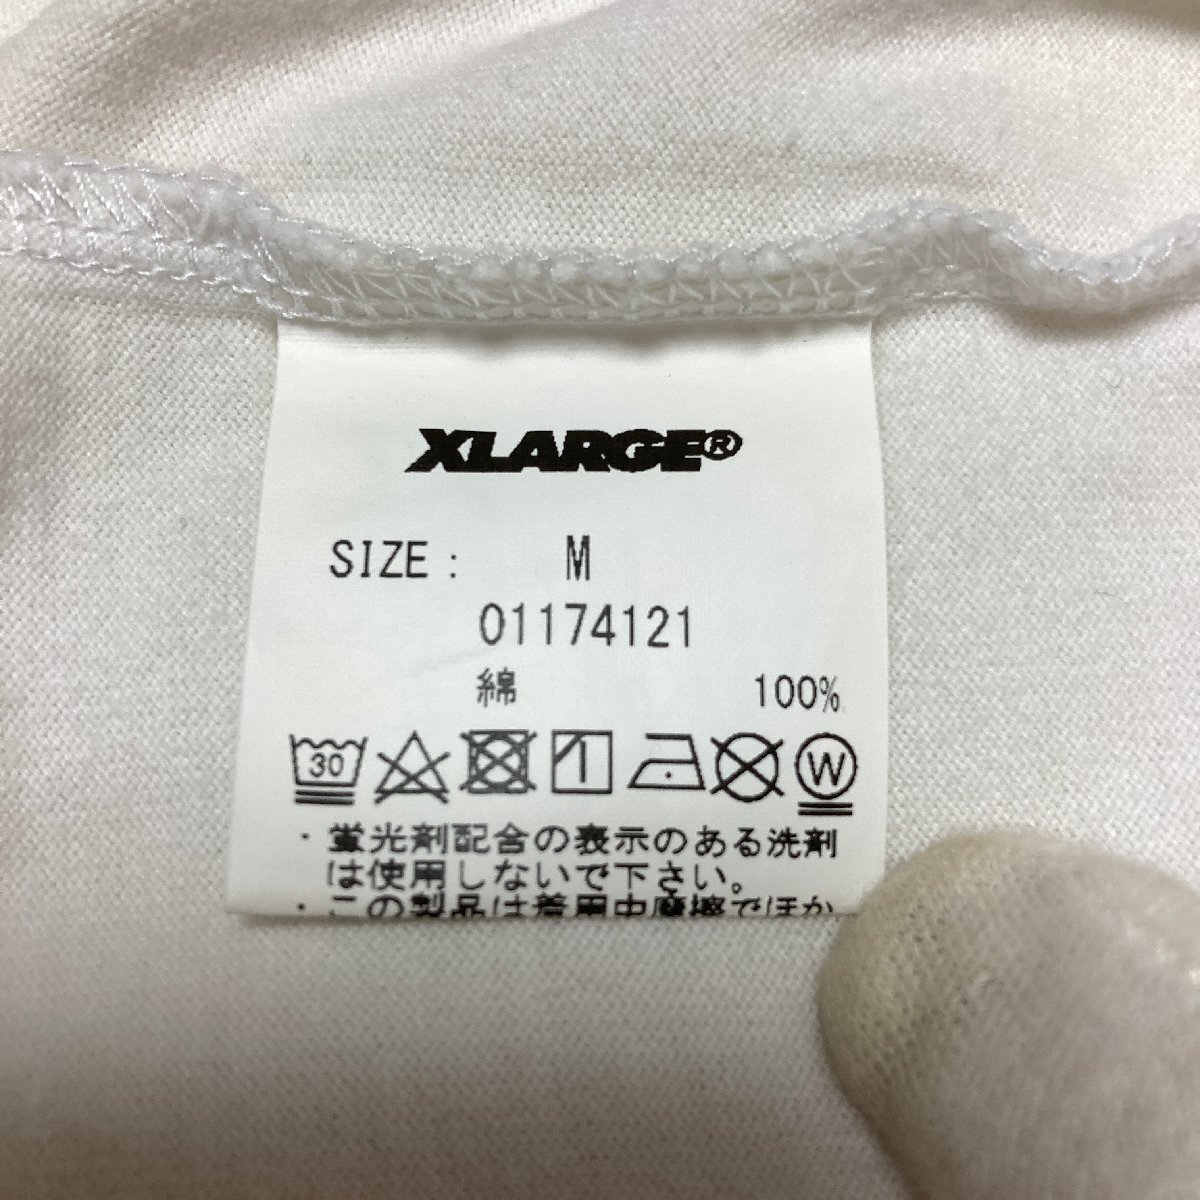 XLARGE®
SIZE : M
01174121
綿 100%
30 W
・蛍光剤配合の表示のある洗剤
は使用しないで下さい。
・この製品は着用中摩擦でほか